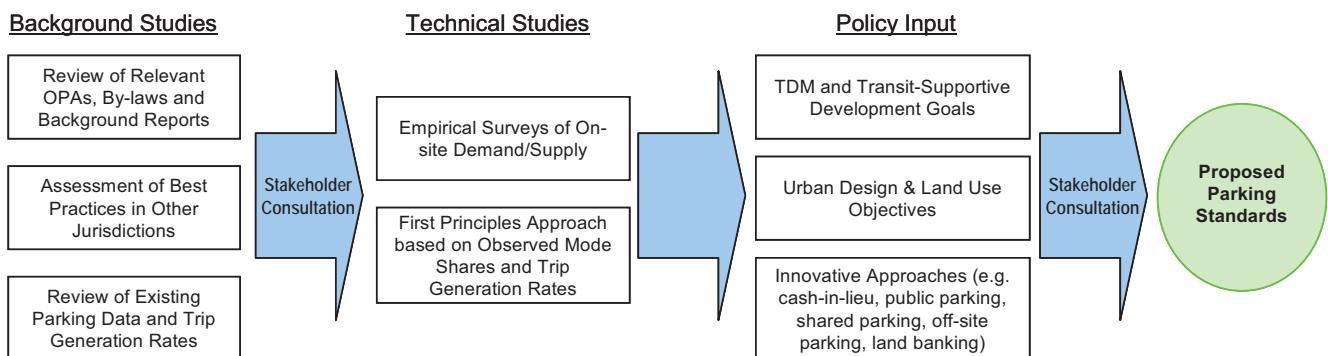 Background Studies
Review of Relevant
OPAs, By-laws and
Background Reports
Assessment of Best
Practices in Other
Jurisdictions
Review of Existing
Parking Data and Trip
Generation Rates
Stakeholder
Consultation
Technical Studies
Empirical Surveys of On-
site Demand/Supply
First Principles Approach
based on Observed Mode
Shares and Trip
Generation Rates
Policy Input
TDM and Transit-Supportive
Development Goals
Urban Design & Land Use
Objectives
Innovative Approaches (e.g.
cash-in-lieu, public parking,
shared parking, off-site
parking, land banking)
Stakeholder
Consultation
Proposed
Parking
Standards